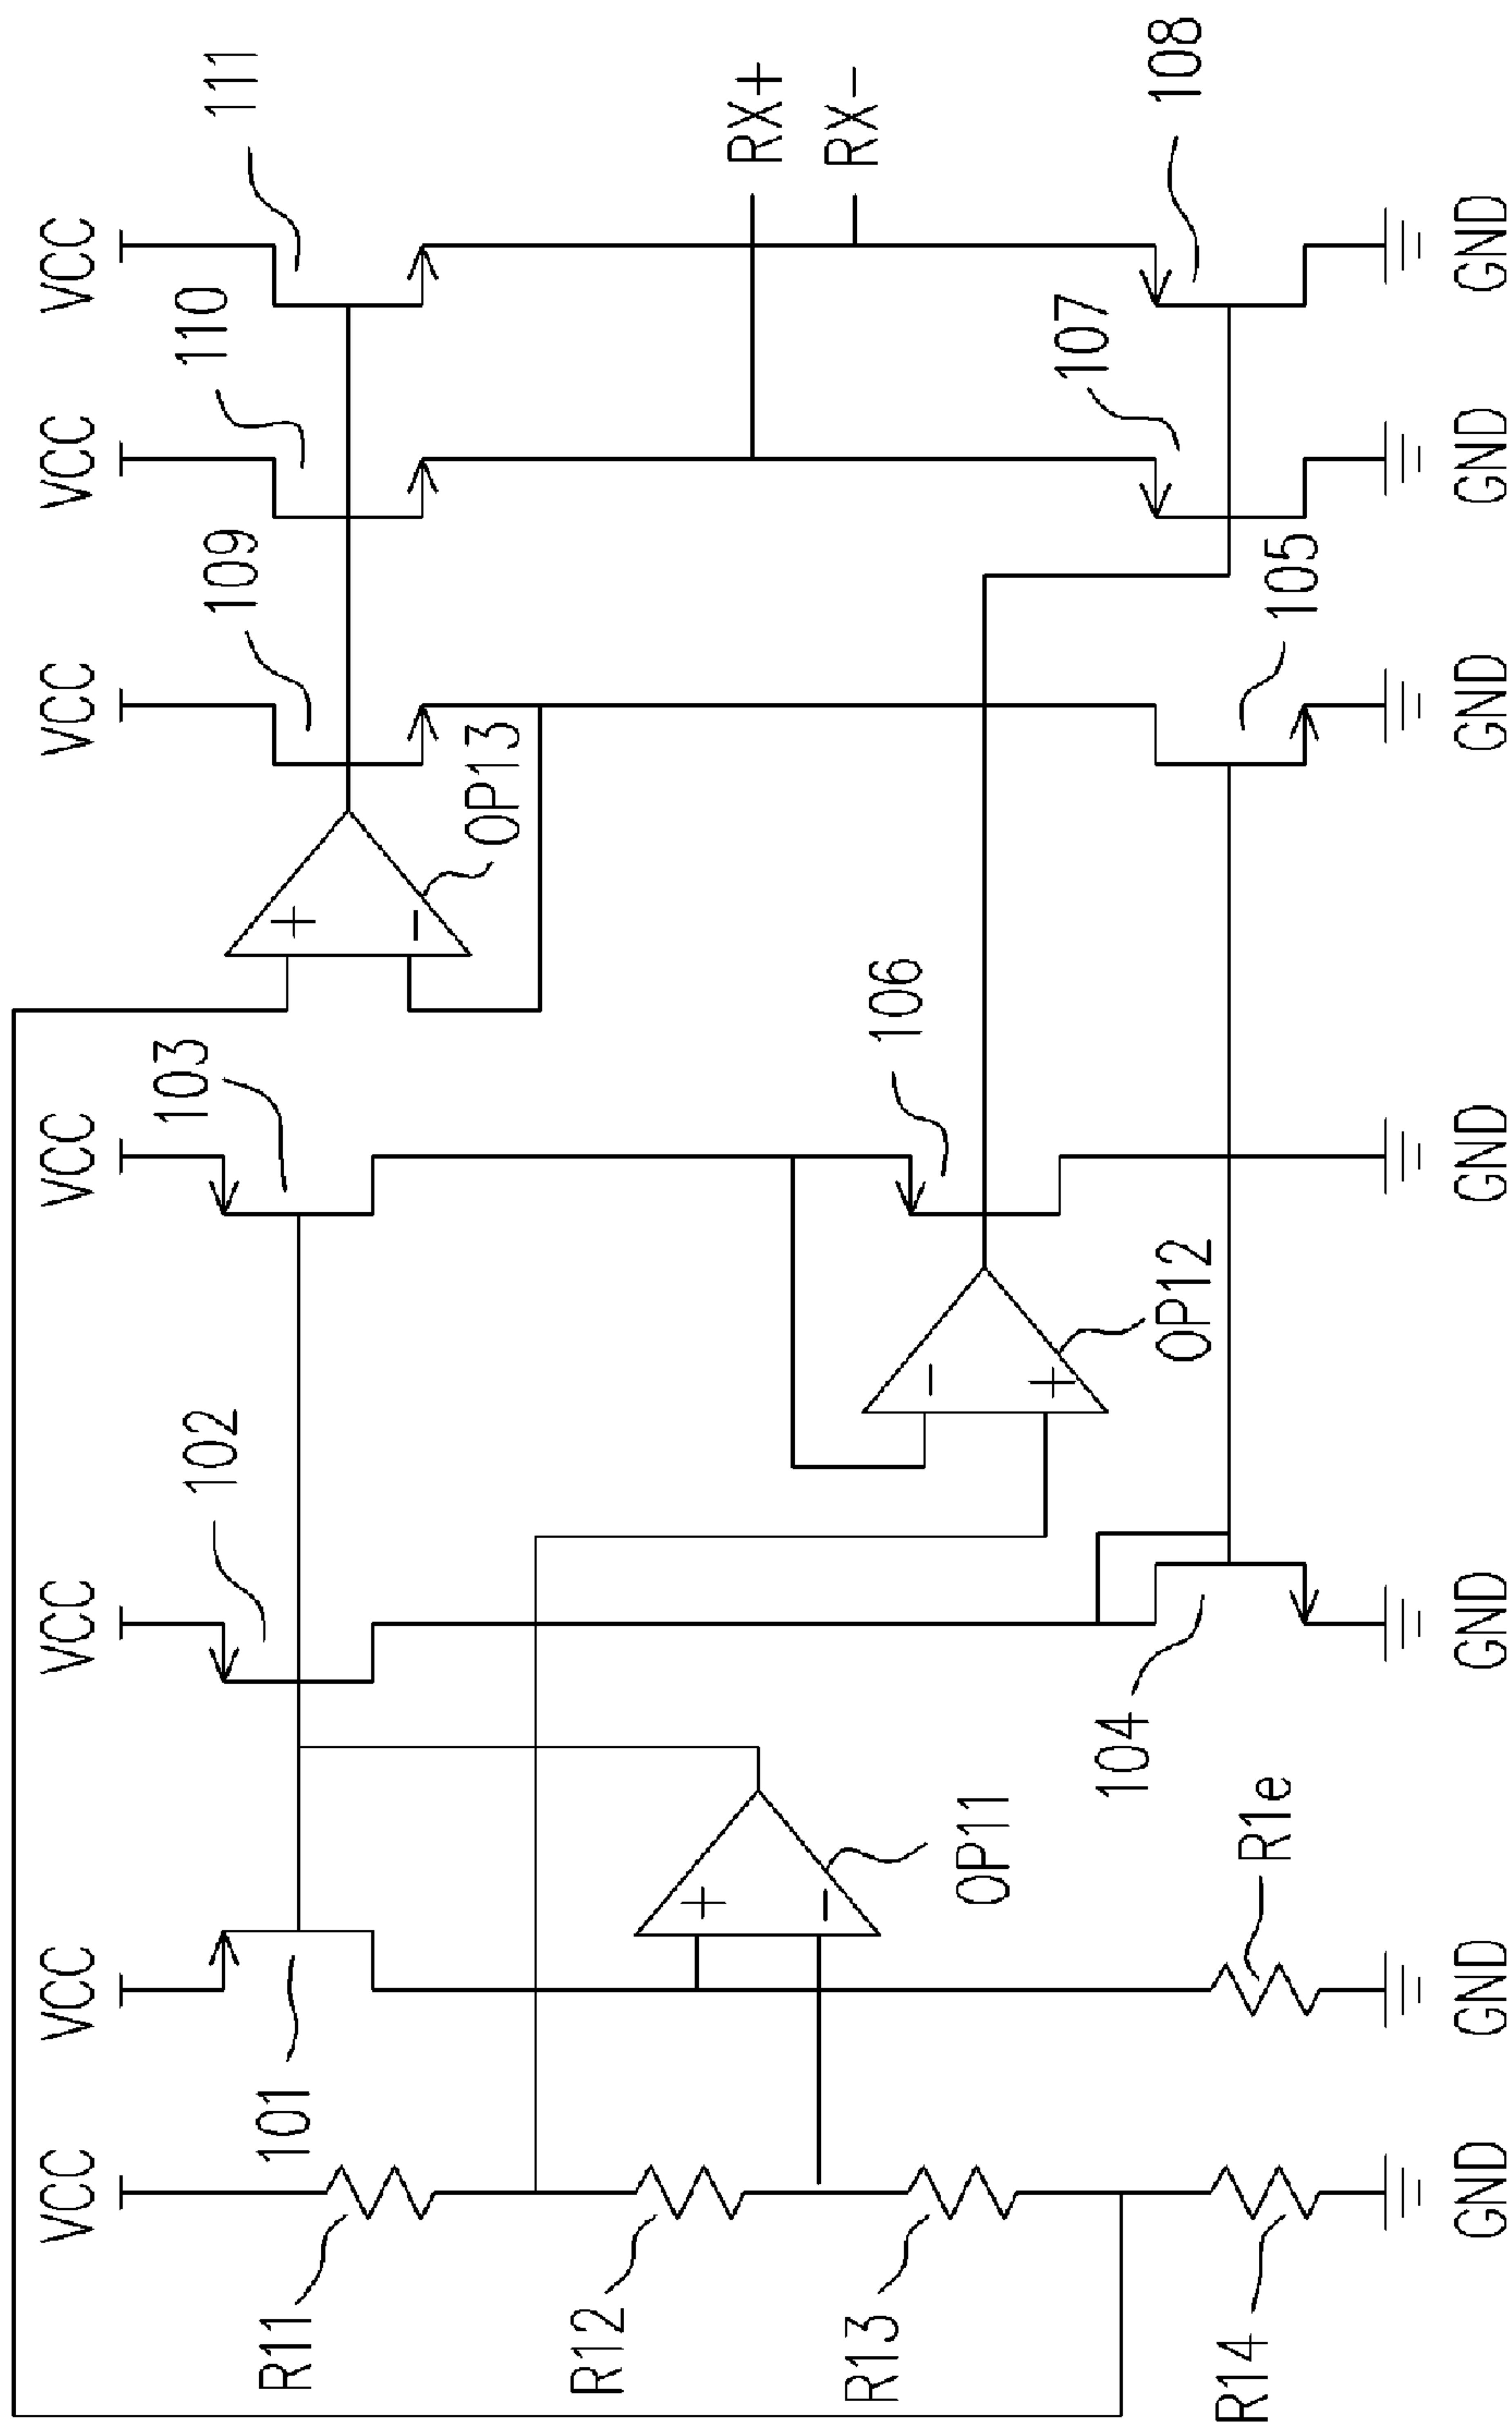 VCC
VCC
VCC
VCC
VCC
VCC
VCC
103
110
102
109
111
101
R11
OP13
R12
RX+
RX-
R13
106
OP11
107
104
108
OP12
R14
R1e
105
GND
GND
GND
GND
GND
GND
GND